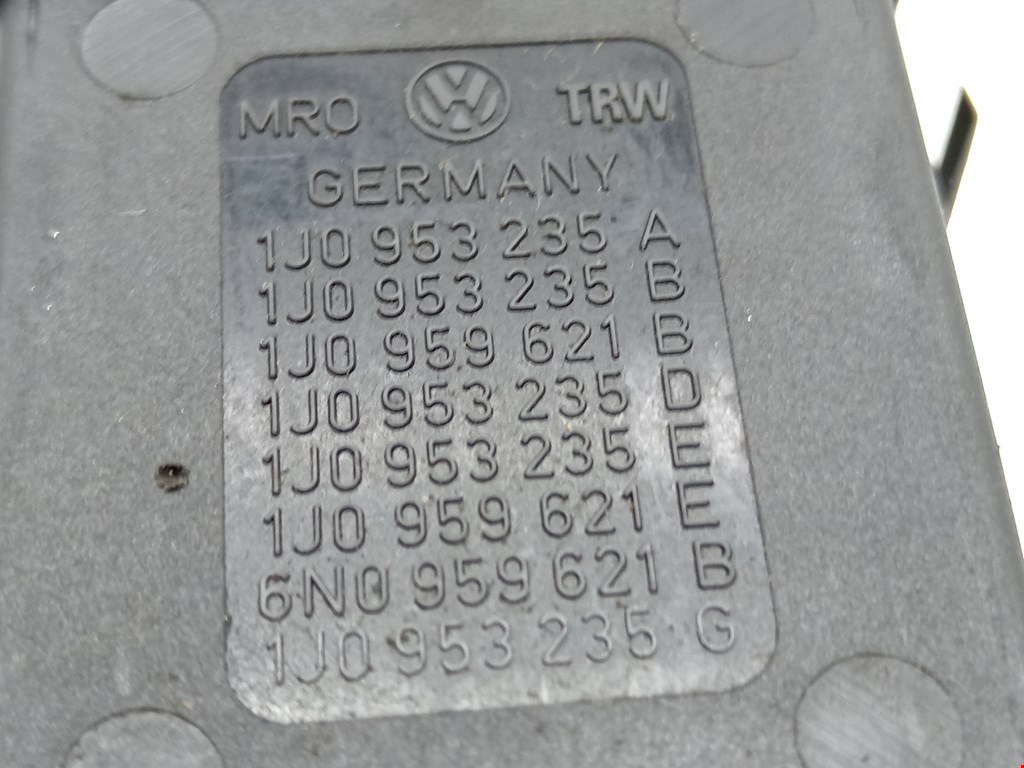 MRO VW TRW
GERMANY
1J0 953 235 A
1J0 953 235 B
1J0 959 621 B
1J0 953 235 D
1J0 953 235 E
1J0 959 621 E
6N0 959 621 B
1J0 953 235 G